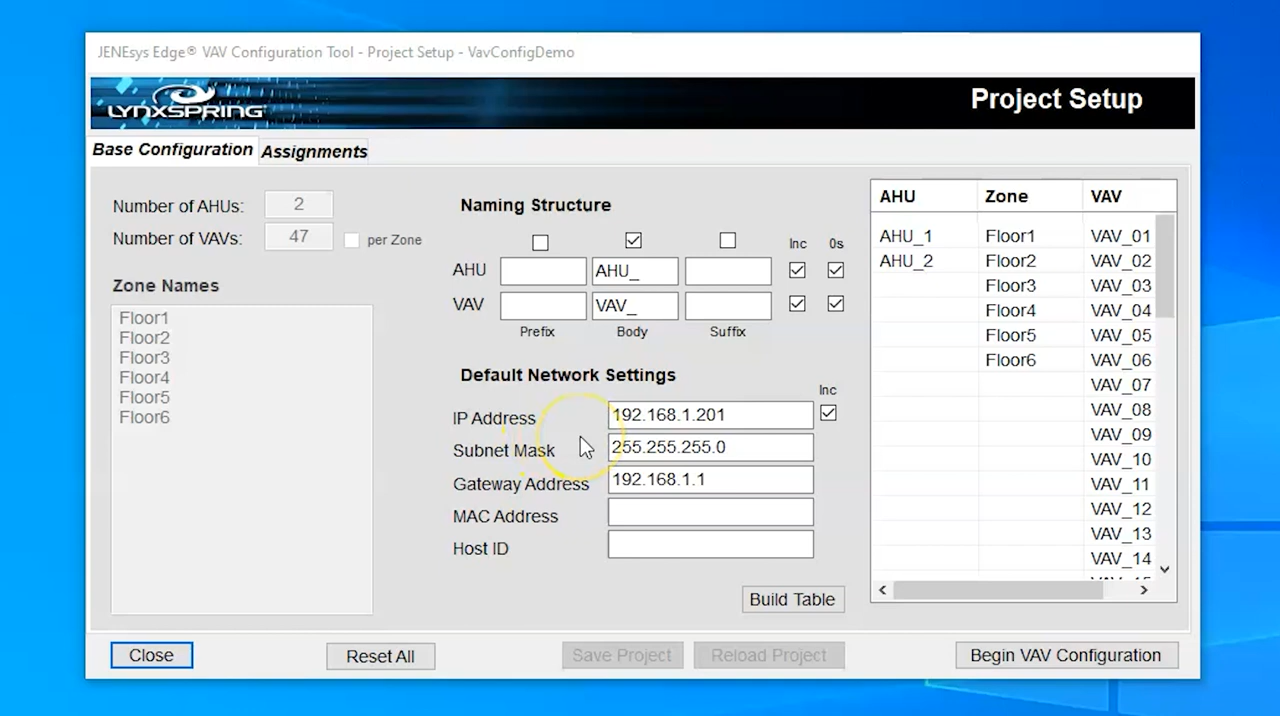 JENEsys Edge® VAV Configuration Tool - Project Setup - VavConfigDemo
LYNXSPRING
Project Setup
Base Configuration
Assignments
Number of AHUs: 2
Number of VAVs: 47
per Zone
Zone Names
Floor1
Floor2
Floor3
Floor4
Floor5
Floor6
Naming Structure
Inc 0s
AHU AHU_
VAV VAV_
Prefix Body Suffix
Default Network Settings
Inc
IP Address 192.168.1.201
Subnet Mask 255.255.255.0
Gateway Address 192.168.1.1
MAC Address
Host ID
Build Table
AHU Zone VAV
AHU_1 Floor1 VAV_01
AHU_2 Floor2 VAV_02
Floor3 VAV_03
Floor4 VAV_04
Floor5 VAV_05
Floor6 VAV_06
VAV_07
VAV_08
VAV_09
VAV_10
VAV_11
VAV_12
VAV_13
VAV_14
Close
Reset All
Save Project
Reload Project
Begin VAV Configuration